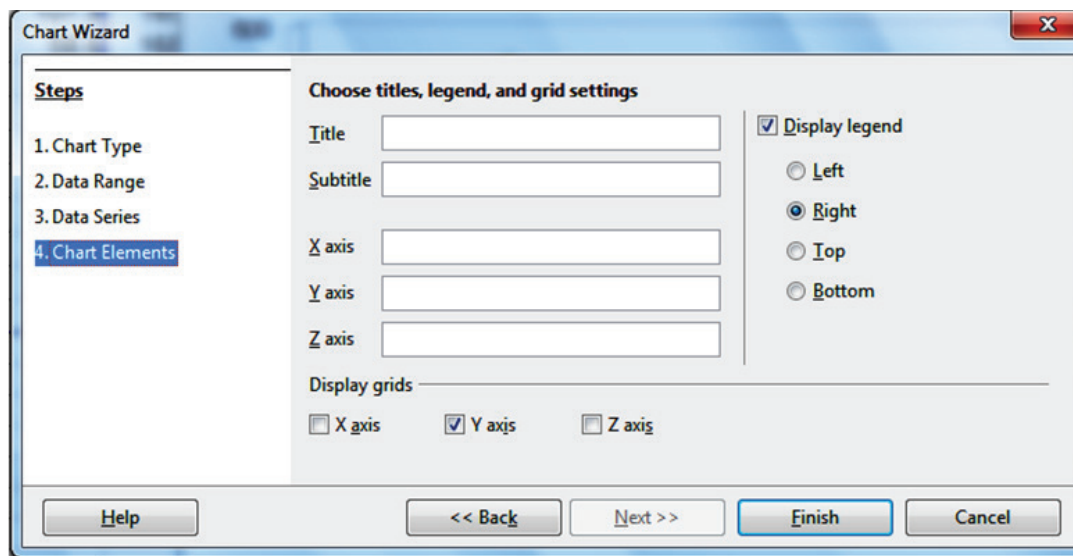 Chart Wizard
Steps
1. Chart Type
2. Data Range
3. Data Series
4. Chart Elements
Choose titles, legend, and grid settings
Title
Subtitle
X axis
Y axis
Z axis
Display legend
Left
Right
Top
Bottom
Display grids
X axis Y axis Z axis
Help << Back Next >> Finish Cancel